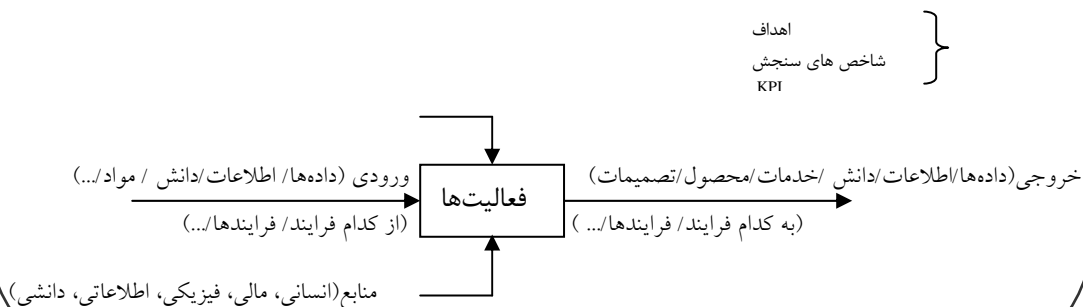 اهداف
شاخص های سنجش
KPI
ورودی (داده‌ها/ اطلاعات/دانش / مواد/...)
(از کدام فرایند/ فرایندها/...)
فعالیت‌ها
خروجی(داده‌ها/اطلاعات/دانش /خدمات/محصول/تصمیمات)
(به کدام فرایند/ فرایندها/... )
منابع(انسانی، مالی، فیزیکی، اطلاعاتی، دانشی)